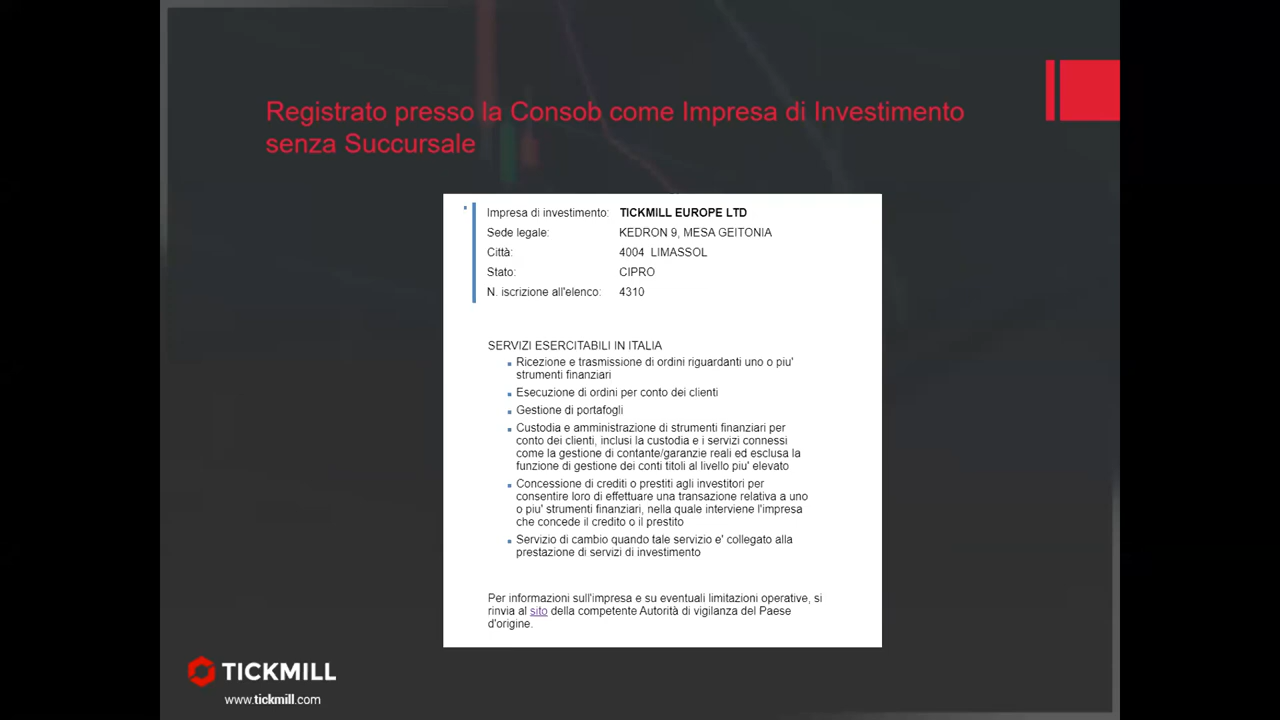 Registrato presso la Consob come Impresa di Investimento
senza Succursale
Impresa di investimento: TICKMILL EUROPE LTD
Sede legale: KEDRON 9, MESA GEITONIA
Città: 4004 LIMASSOL
Stato: CIPRO
N. iscrizione all'elenco: 4310
SERVIZI ESERCITABILI IN ITALIA
Ricezione e trasmissione di ordini riguardanti uno o piu'
strumenti finanziari
Esecuzione di ordini per conto dei clienti
Gestione di portafogli
Custodia e amministrazione di strumenti finanziari per
conto dei clienti, inclusi la custodia e i servizi connessi
come la gestione di contante/garanzie reali ed esclusa la
funzione di gestione dei conti titoli al livello piu' elevato
Concessione di crediti o prestiti agli investitori per
consentire loro di effettuare una transazione relativa a uno
o piu' strumenti finanziari, nella quale interviene l'impresa
che concede il credito o il prestito
Servizio di cambio quando tale servizio e' collegato alla
prestazione di servizi di investimento
Per informazioni sull'impresa e su eventuali limitazioni operative, si
rinvia al sito della competente Autorità di vigilanza del Paese
d'origine.
TICKMILL
www.tickmill.com